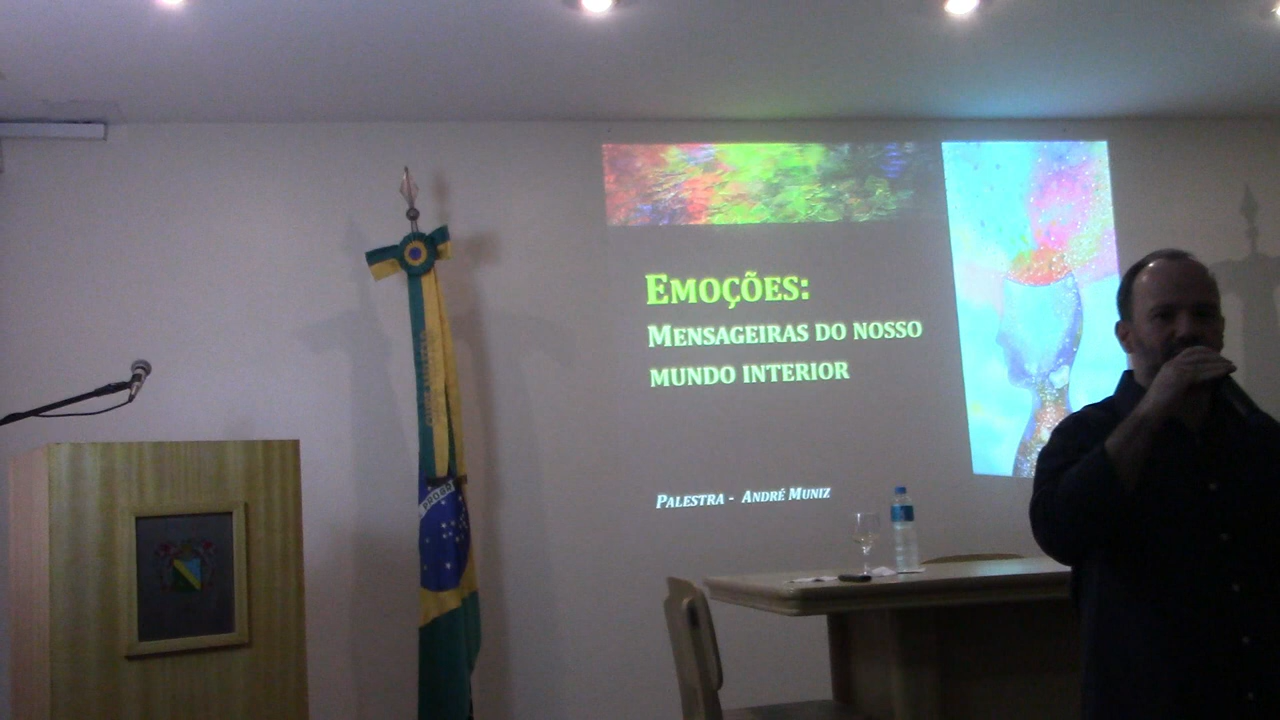 EMOÇÕES:
MENSAGEIRAS DO NOSSO
MUNDO INTERIOR
PALESTRA - ANDRÉ MUNIZ